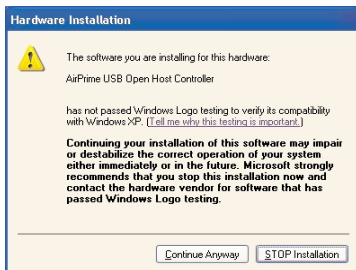 Hardware Installation
The software you are installing for this hardware:
AirPrime USB Open Host Controller
has not passed Windows Logo testing to verify its compatibility
with Windows XP. (Tell me why this testing is important.)
Continuing your installation of this software may impair
or destabilize the correct operation of your system
either immediately or in the future. Microsoft strongly
recommends that you stop this installation now and
contact the hardware vendor for software that has
passed Windows Logo testing.
Continue Anyway
STOP Installation